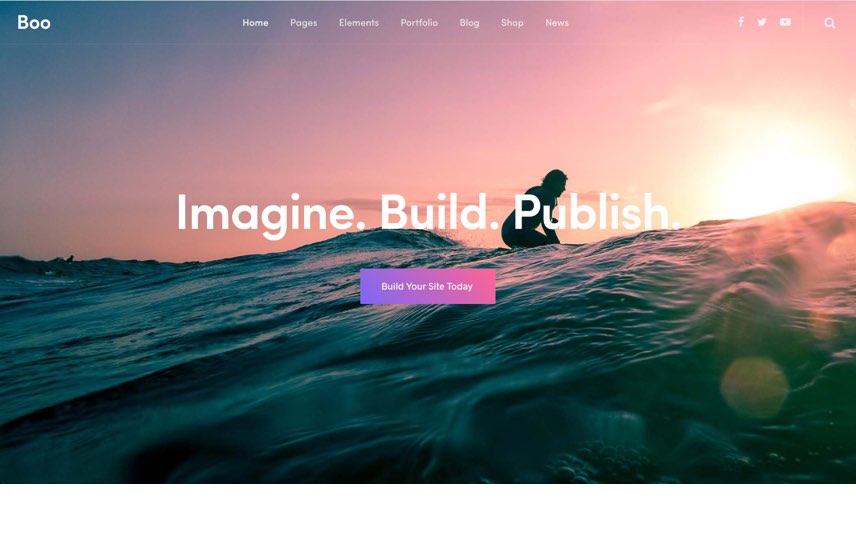 Boo
Home Pages Elements Portfolio Blog Shop News
Imagine. Build. Publish.
Build Your Site Today